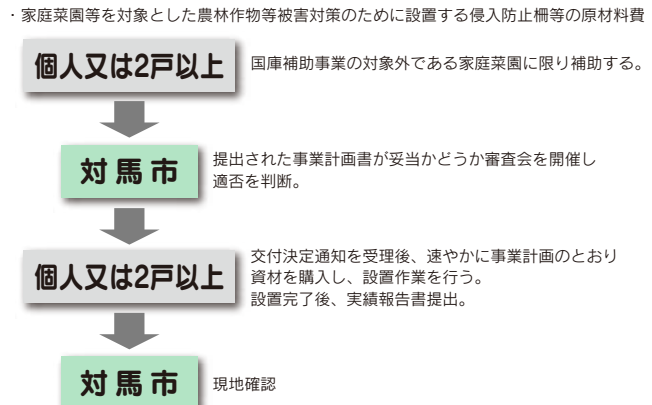 ・家庭菜園等を対象とした農林作物等被害対策のために設置する侵入防止柵等の原材料費
個人又は2戸以上
国庫補助事業の対象外である家庭菜園に限り補助する。
対馬市
提出された事業計画書が妥当かどうか審査会を開催し
適否を判断。
個人又は2戸以上
交付決定通知を受理後、速やかに事業計画のとおり
資材を購入し、設置作業を行う。
設置完了後、実績報告書提出。
対馬市
現地確認